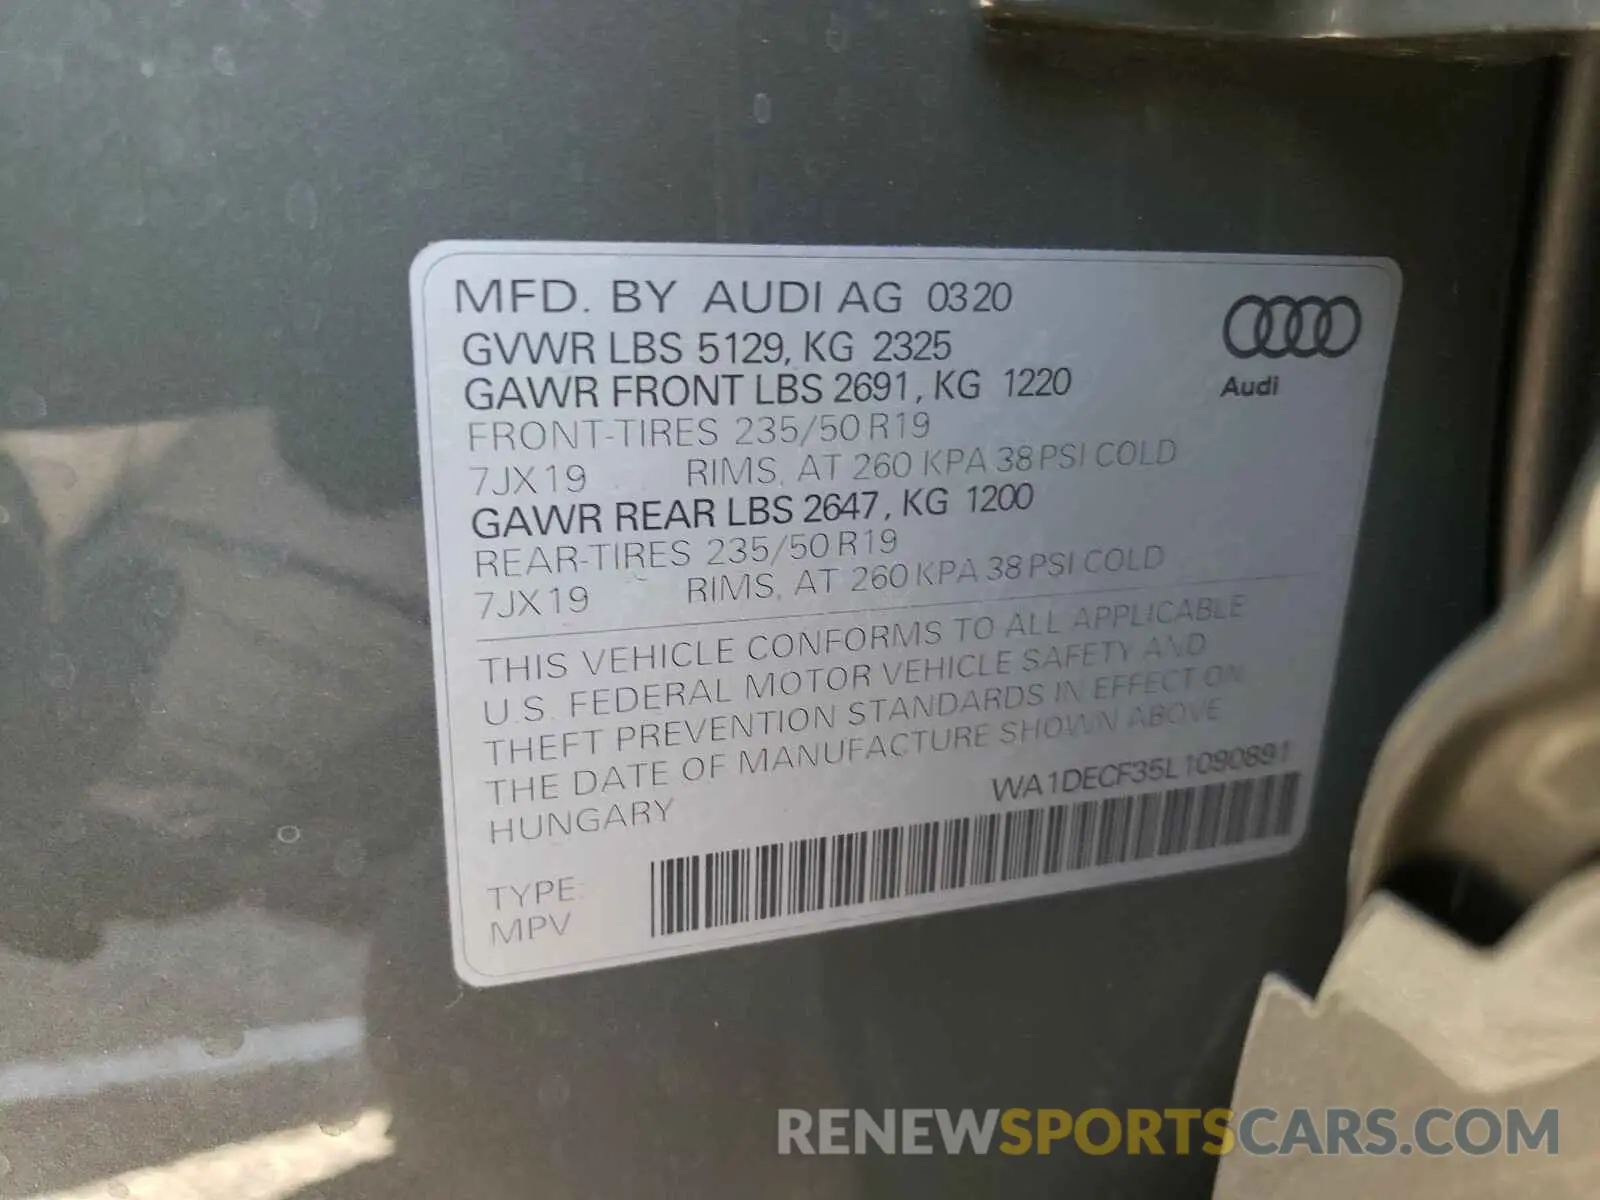 MFD. BY AUDI AG 0320
GVWR LBS 5129, KG 2325
GAWR FRONT LBS 2691, KG 1220
FRONT-TIRES 235/50 R19
7JX19 RIMS, AT 260 KPA 38 PSI COLD
GAWR REAR LBS 2647, KG 1200
REAR-TIRES 235/50 R19
7JX19 RIMS, AT 260 KPA 38 PSI COLD
THIS VEHICLE CONFORMS TO ALL APPLICABLE
U.S. FEDERAL MOTOR VEHICLE SAFETY AND
THEFT PREVENTION STANDARDS IN EFFECT ON
THE DATE OF MANUFACTURE SHOWN ABOVE
HUNGARY
WA1DECF35L1090891
TYPE:
MPV
Audi
RENEWSPORTSCARS.COM